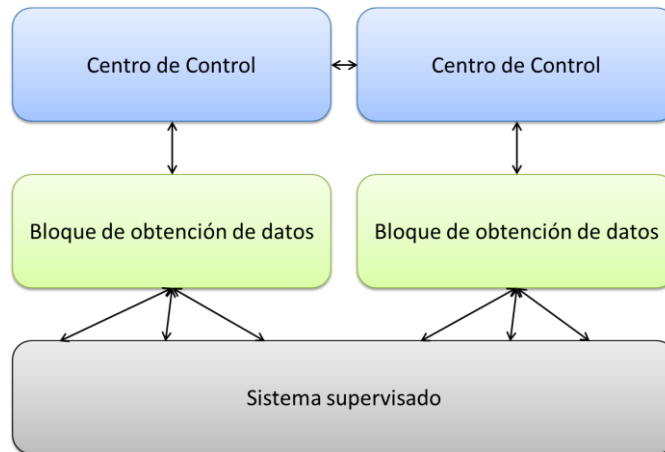 Centro de Control
Centro de Control
Bloque de obtención de datos
Bloque de obtención de datos
Sistema supervisado